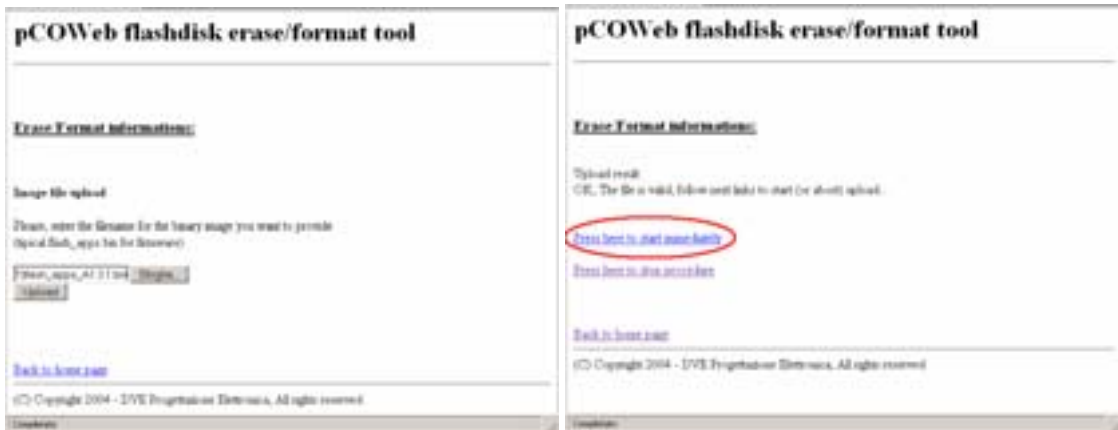 pCOWeb flashdisk erase/format tool
Erase Format informations:
Image file upload
Please, enter the filename for the binary image you want to provide
(tipical flash_apps.bin for firmware)
Sfoglia...
Upload
Back to home page
(C) Copyright 2004 - DVE Progettazione Elettronica, All rights reserved
Completato
pCOWeb flashdisk erase/format tool
Erase Format informations:
Upload result
OK, The file is valid, follow next links to start (or abort) upload.
Press here to start immediately
Press here to stop procedure
Back to home page
(C) Copyright 2004 - DVE Progettazione Elettronica, All rights reserved
Completato